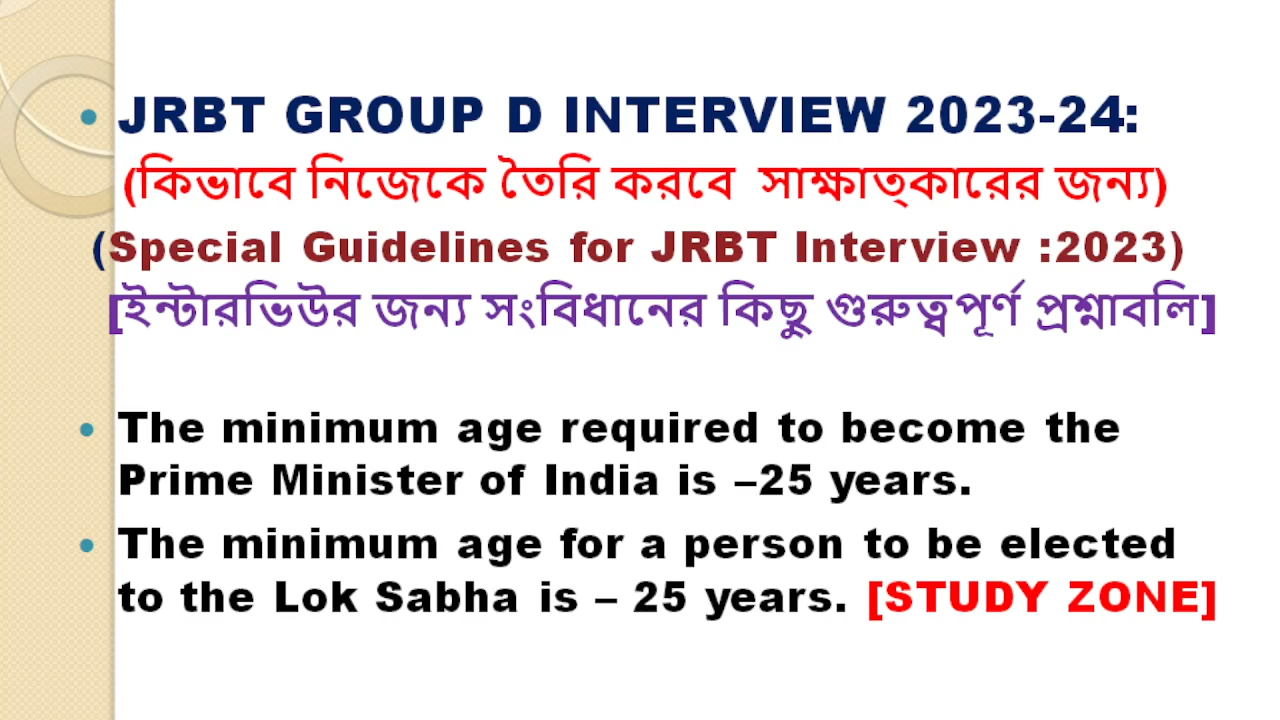 JRBT GROUP D INTERVIEW 2023-24:
(কিভাবে নিজেকে তৈরি করবে সাক্ষাত্কারের জন্য)
(Special Guidelines for JRBT Interview :2023)
[ইন্টারভিউর জন্য সংবিধানের কিছু গুরুত্বপূর্ণ প্রশ্নাবলি]
The minimum age required to become the
Prime Minister of India is –25 years.
The minimum age for a person to be elected
to the Lok Sabha is – 25 years. [STUDY ZONE]